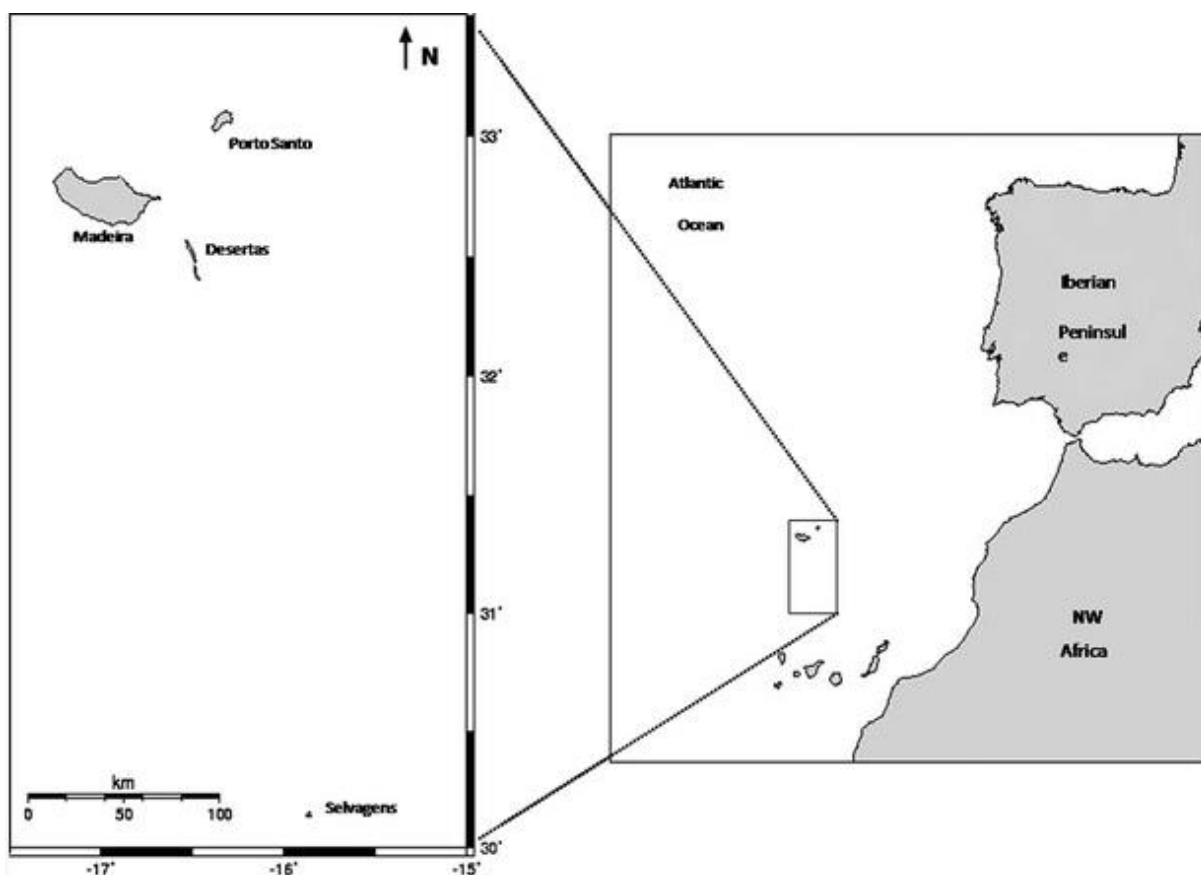 N
Porto Santo
Madeira
Desertas
Selvagens
km
0 50 100
33°
32°
31°
30°
-17° -16° -15°
Atlantic
Ocean
Iberian
Peninsul
e
NW
Africa